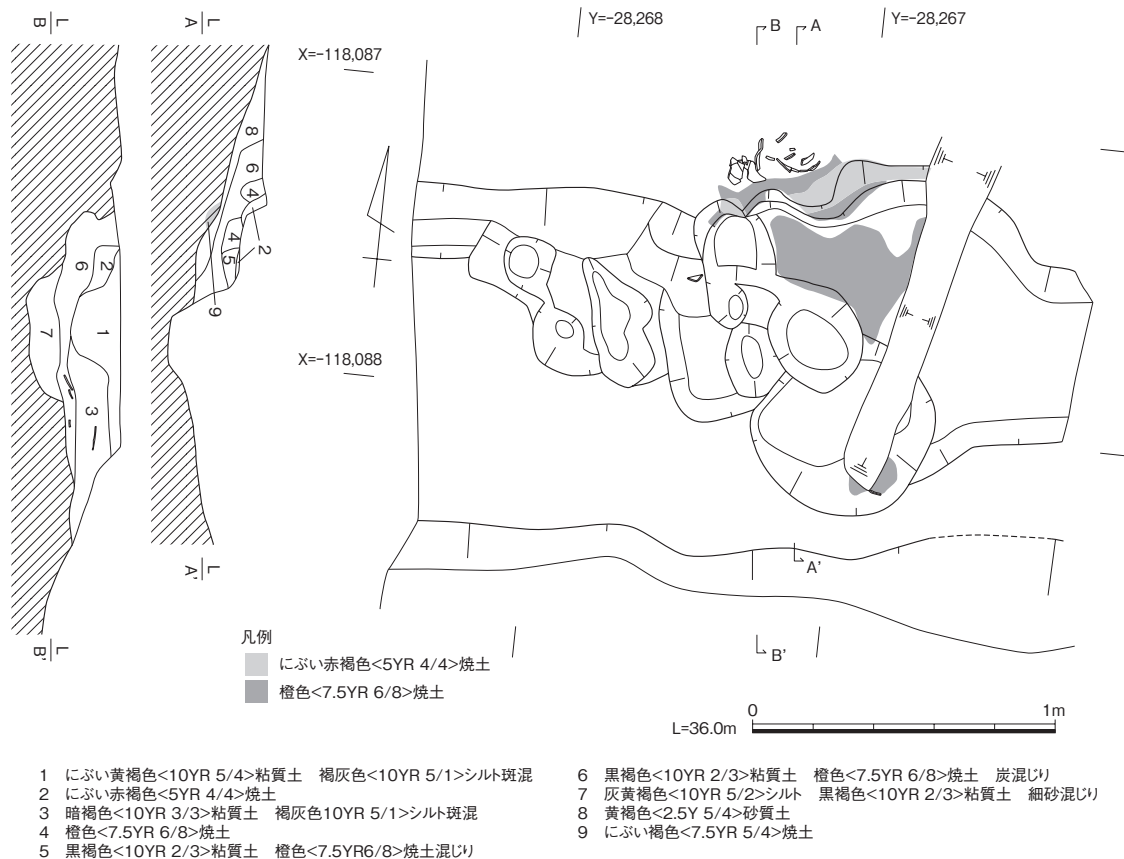 B L
A L
Y=-28,268
B A
Y=-28,267
X=-118,087
8
6
4
2
4
5
9
6
2
1
7
3
X=-118,088
A' L
A'
B' L
B'
凡例
にぶい赤褐色<5YR 4/4>焼土
橙色<7.5YR 6/8>焼土
0 1m
L=36.0m
1 にぶい黄褐色<10YR 5/4>粘質土 褐灰色<10YR 5/1>シルト斑混
2 にぶい赤褐色<5YR 4/4>焼土
3 暗褐色<10YR 3/3>粘質土 褐灰色10YR 5/1>シルト斑混
4 橙色<7.5YR 6/8>焼土
5 黒褐色<10YR 2/3>粘質土 橙色<7.5YR6/8>焼土混じり
6 黒褐色<10YR 2/3>粘質土 橙色<7.5YR 6/8>焼土 炭混じり
7 灰黄褐色<10YR 5/2>シルト 黒褐色<10YR 2/3>粘質土 細砂混じり
8 黄褐色<2.5Y 5/4>砂質土
9 にぶい褐色<7.5YR 5/4>焼土